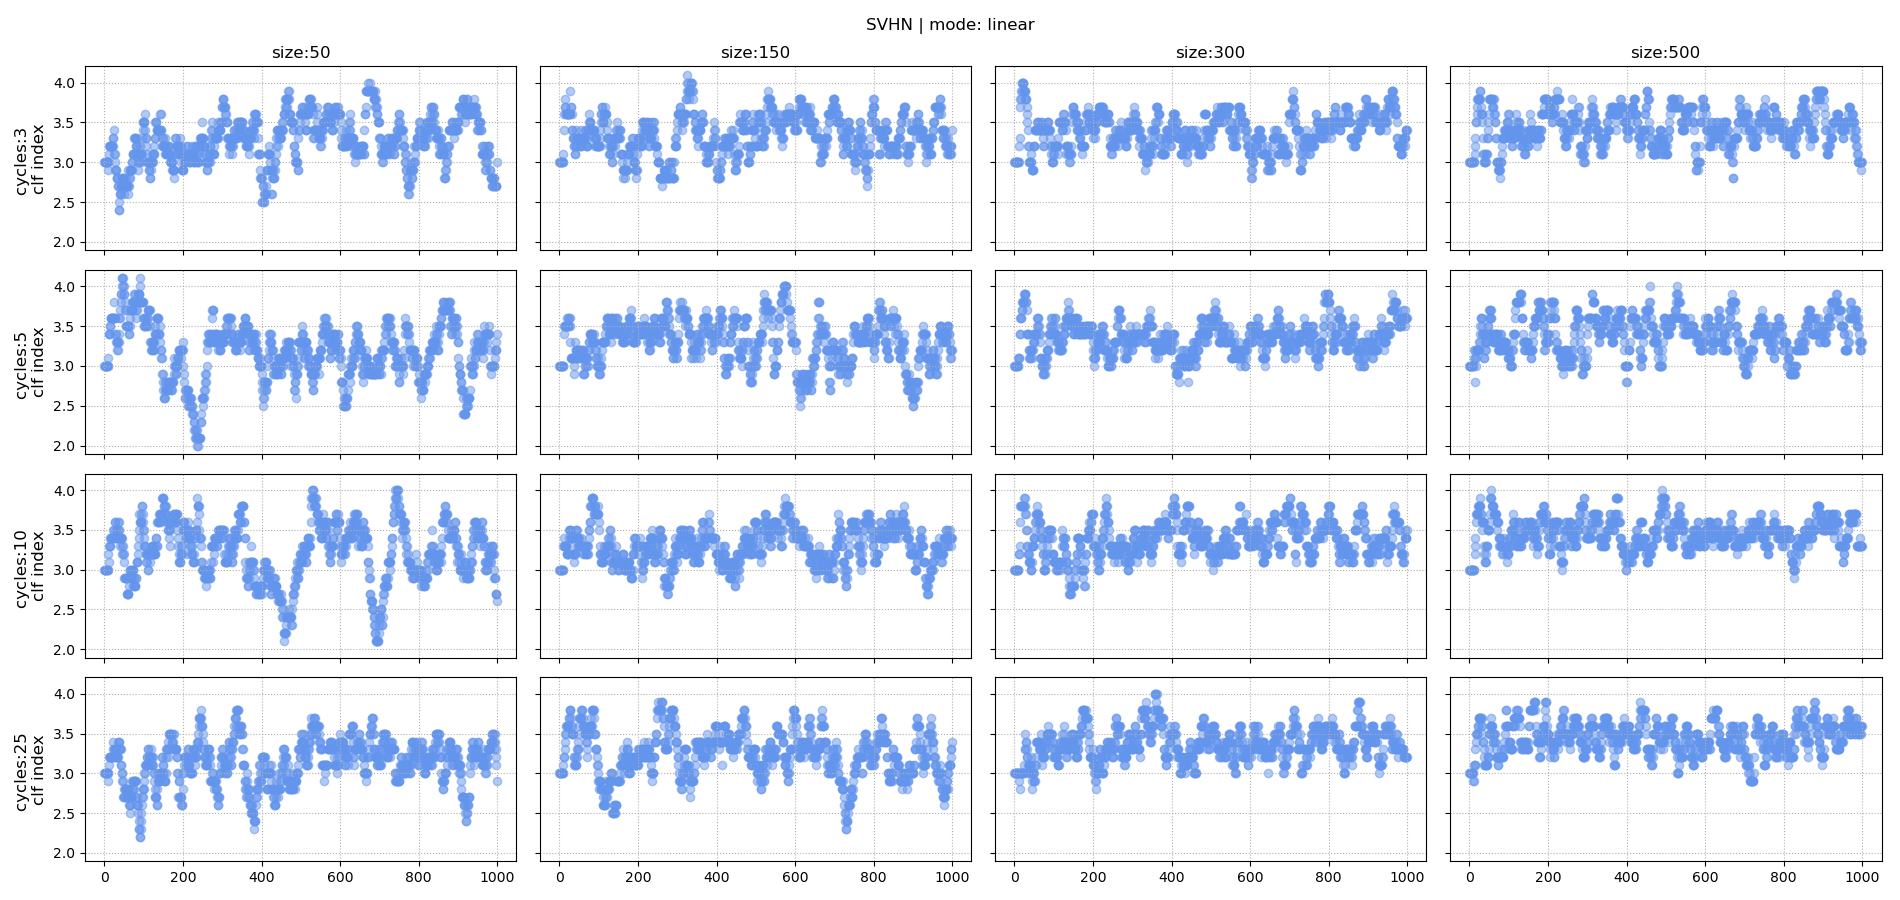 SVHN | mode: linear
size:50 size:150 size:300 size:500
cycles:3
clf index
4.0
3.5
3.0
2.5
2.0
cycles:5
clf index
4.0
3.5
3.0
2.5
2.0
cycles:10
clf index
4.0
3.5
3.0
2.5
2.0
cycles:25
clf index
4.0
3.5
3.0
2.5
2.0
0 200 400 600 800 1000 0 200 400 600 800 1000 0 200 400 600 800 1000 0 200 400 600 800 1000